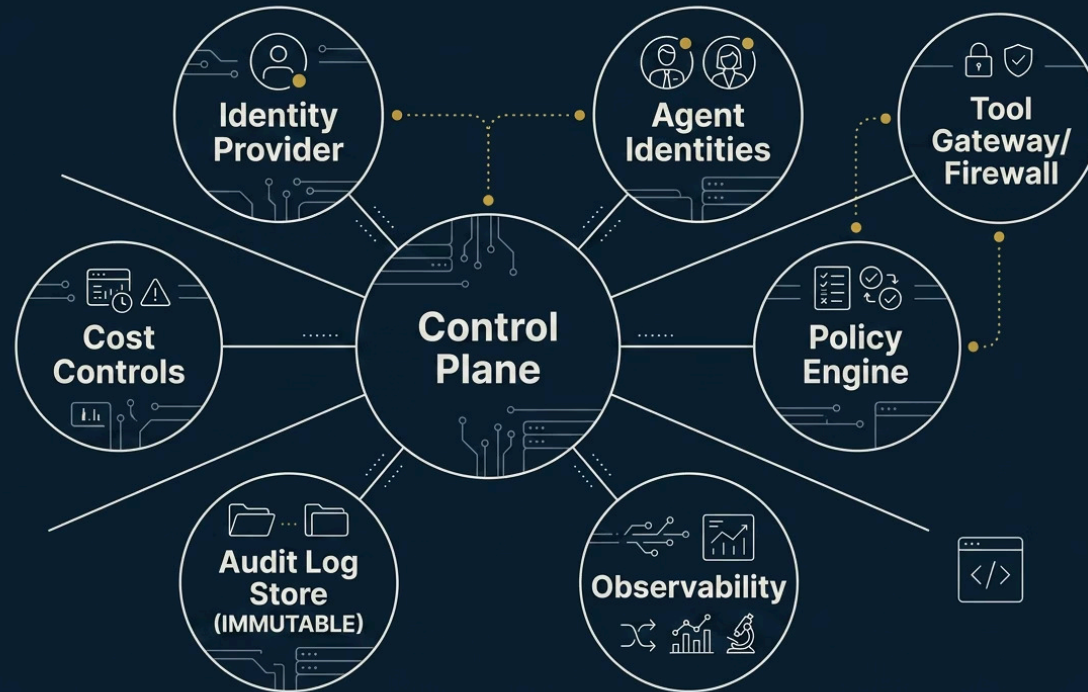 Identity
Provider
Agent
Identities
Tool
Gateway/
Firewall
Cost
Controls
Control
Plane
Policy
Engine
Audit Log
Store
(IMMUTABLE)
Observability